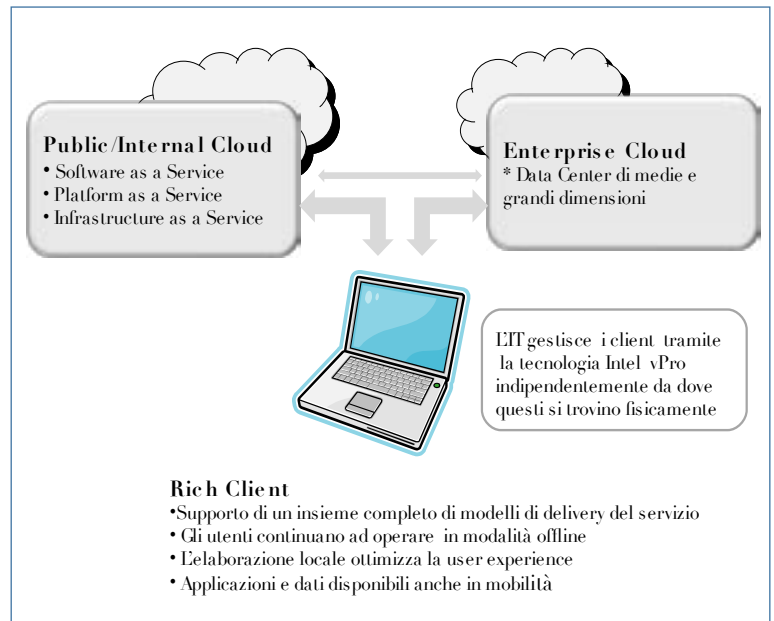 Public/Internal Cloud
• Software as a Service
• Platform as a Service
• Infrastructure as a Service
Enterprise Cloud
* Data Center di medie e
grandi dimensioni
L'IT gestisce i client tramite
la tecnologia Intel vPro
indipendentemente da dove
questi si trovino fisicamente
Rich Client
•Supporto di un insieme completo di modelli di delivery del servizio
• Gli utenti continuano ad operare in modalità offline
• L'elaborazione locale ottimizza la user experience
• Applicazioni e dati disponibili anche in mobilità